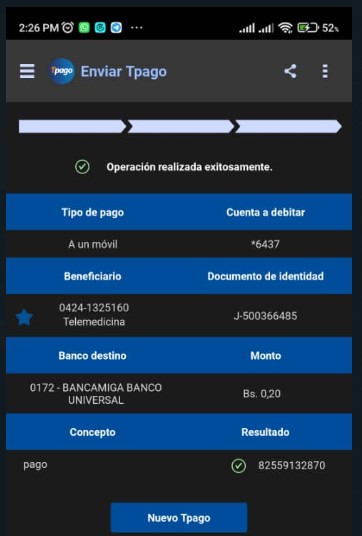 2:26 PM
52%
Tpago
Enviar Tpago
Operación realizada exitosamente.
Tipo de pago
Cuenta a debitar
A un móvil
*6437
Beneficiario
Documento de identidad
0424-1325160
Telemedicina
J-500366485
Banco destino
Monto
0172 - BANCAMIGA BANCO
UNIVERSAL
Bs. 0,20
Concepto
Resultado
pago
82559132870
Nuevo Tpago